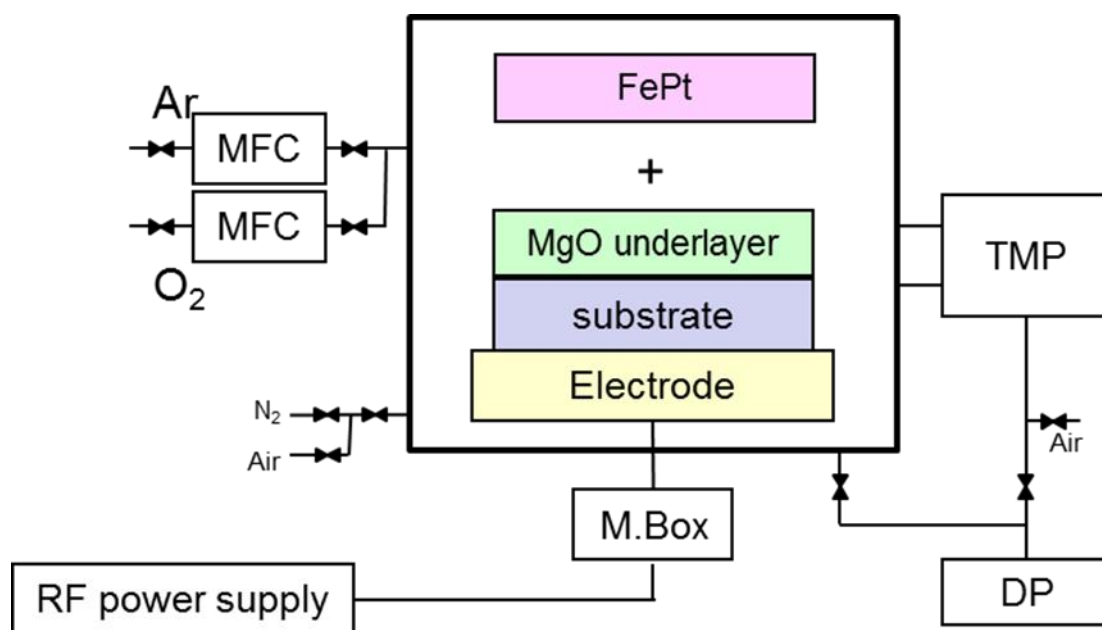 FePt
Ar
MFC
+
MFC
O₂
MgO underlayer
TMP
substrate
Electrode
N₂
Air
Air
M.Box
RF power supply
DP